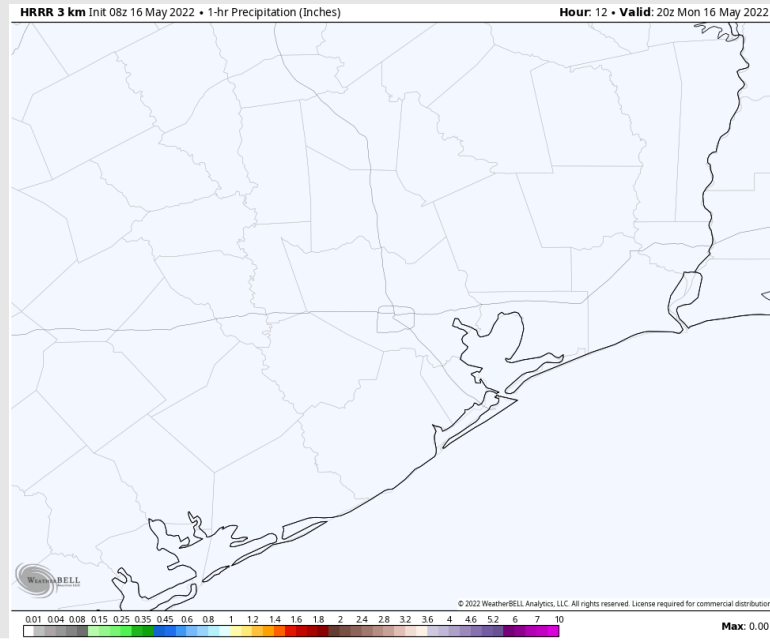 HRRR 3 km Init 08z 16 May 2022 • 1-hr Precipitation (Inches)
Hour: 12 • Valid: 20z Mon 16 May 2022
WEATHERBELL
© 2022 WeatherBELL Analytics, LLC. All rights reserved. License required for commercial distribution
0.01 0.04 0.08 0.15 0.25 0.35 0.45 0.6 0.7 0.8 0.9 1 1.2 1.4 1.6 1.8 2 2.4 2.8 3.2 3.6 4 4.6 5.2 7 10
Max: 0.00